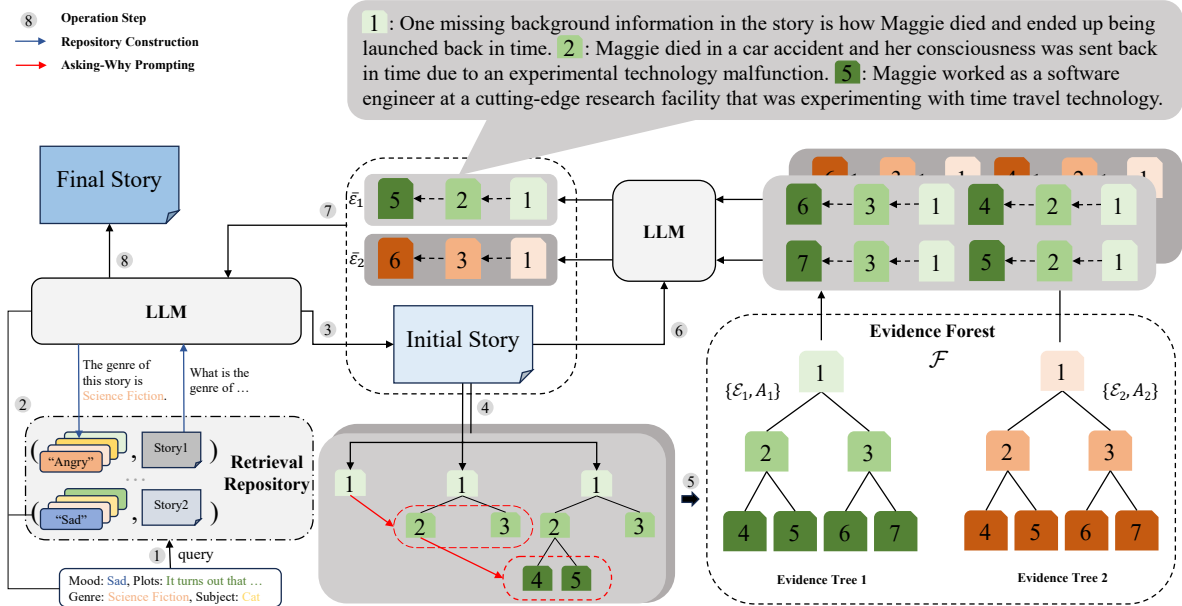 8 Operation Step
Repository Construction
Asking-Why Prompting
1: One missing background information in the story is how Maggie died and ended up being
launched back in time. 2: Maggie died in a car accident and her consciousness was sent back
in time due to an experimental technology malfunction. 5: Maggie worked as a software
engineer at a cutting-edge research facility that was experimenting with time travel technology.
Final Story
8
7
LLM
3
ℰ̄₁ 5 2 1
ℰ̄₂ 6 3 1
Initial Story
LLM
6
6 3 1 4 2 1
6 3 1 4 2 1
7 3 1 5 2 1
The genre of
this story is
Science Fiction.
What is the
genre of …
2
( "Angry" , Story1 )
...
( "Sad" , Story2 )
Retrieval
Repository
1 query
Mood: Sad, Plots: It turns out that …
Genre: Science Fiction, Subject: Cat
4
1 1 1
2 3 2 3
4 5
5
Evidence Forest
ℱ
{ℰ₁, A₁}
1
2 3
4 5 6 7
Evidence Tree 1
{ℰ₂, A₂}
1
2 3
4 5 6 7
Evidence Tree 2